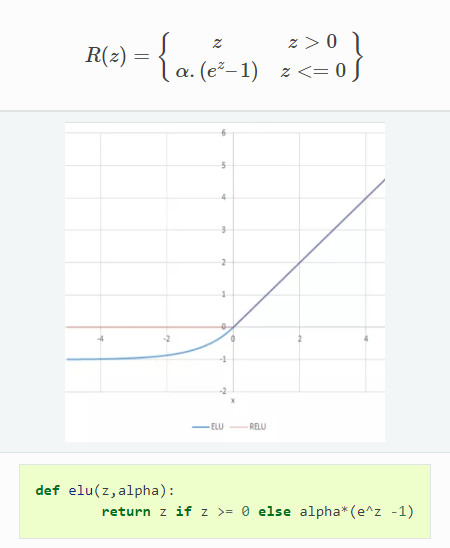 R(z) = { z z > 0 }
α. (e^z–1) z <= 0
6
5
4
3
2
1
0
-4 -2 0 2 4
-1
-2
x
ELU RELU
def elu(z,alpha):
return z if z >= 0 else alpha*(e^z -1)